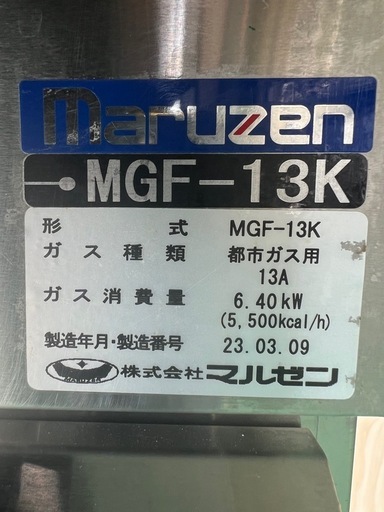 maruzen
MGF-13K
形式 MGF-13K
ガス種類 都市ガス用
13A
ガス消費量 6.40kW
(5,500kcal/h)
製造年月・製造番号 23.03.09
MARUZEN 株式会社マルゼン